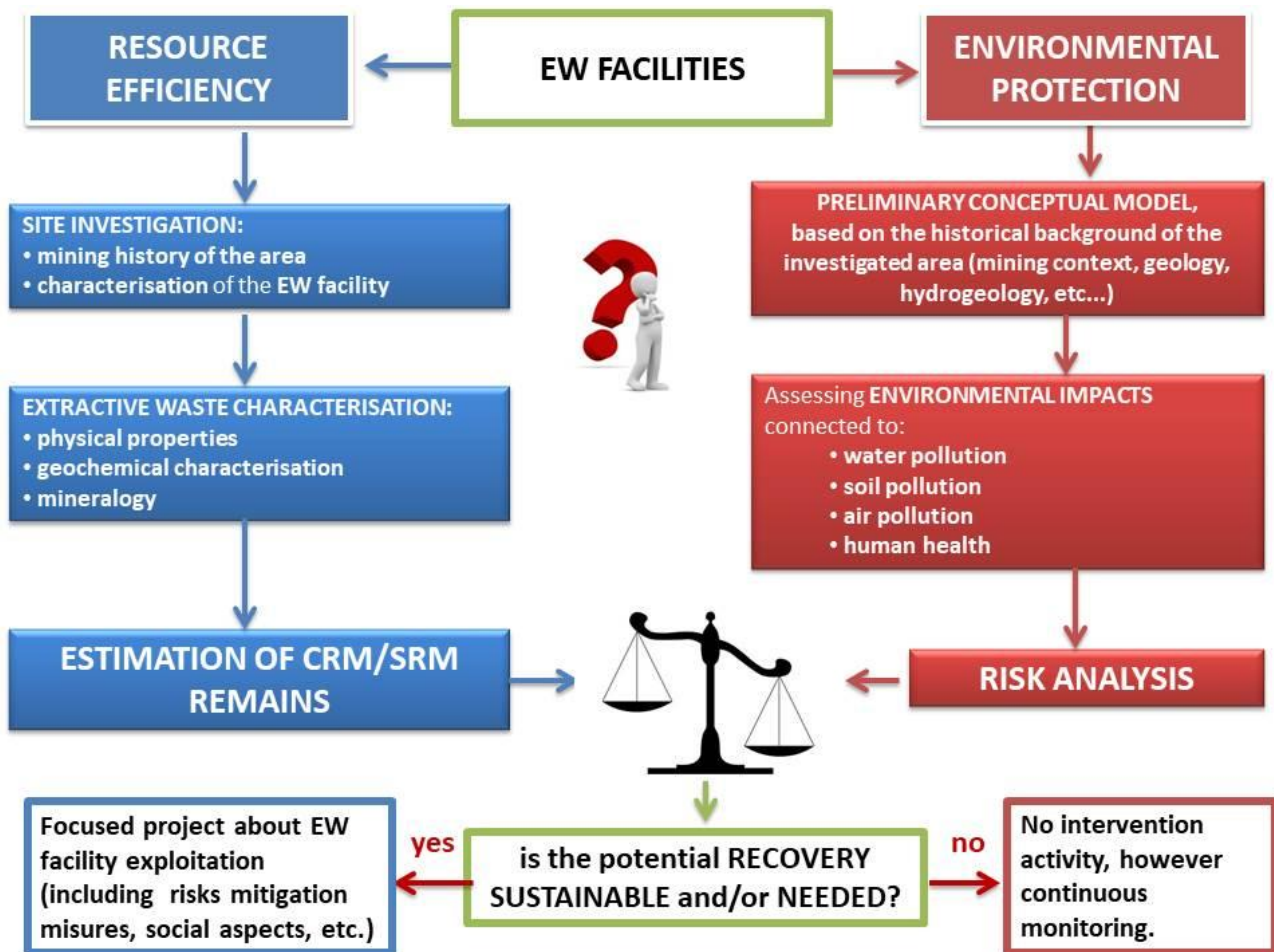 RESOURCE
EFFICIENCY
EW FACILITIES
ENVIRONMENTAL
PROTECTION
SITE INVESTIGATION:
• mining history of the area
• characterisation of the EW facility
PRELIMINARY CONCEPTUAL MODEL,
based on the historical background of the
investigated area (mining context, geology,
hydrogeology, etc...)
EXTRACTIVE WASTE CHARACTERISATION:
• physical properties
• geochemical characterisation
• mineralogy
Assessing ENVIRONMENTAL IMPACTS
connected to:
• water pollution
• soil pollution
• air pollution
• human health
ESTIMATION OF CRM/SRM
REMAINS
RISK ANALYSIS
Focused project about EW
facility exploitation
(including risks mitigation
misures, social aspects, etc.)
yes
is the potential RECOVERY
SUSTAINABLE and/or NEEDED?
no
No intervention
activity, however
continuous
monitoring.